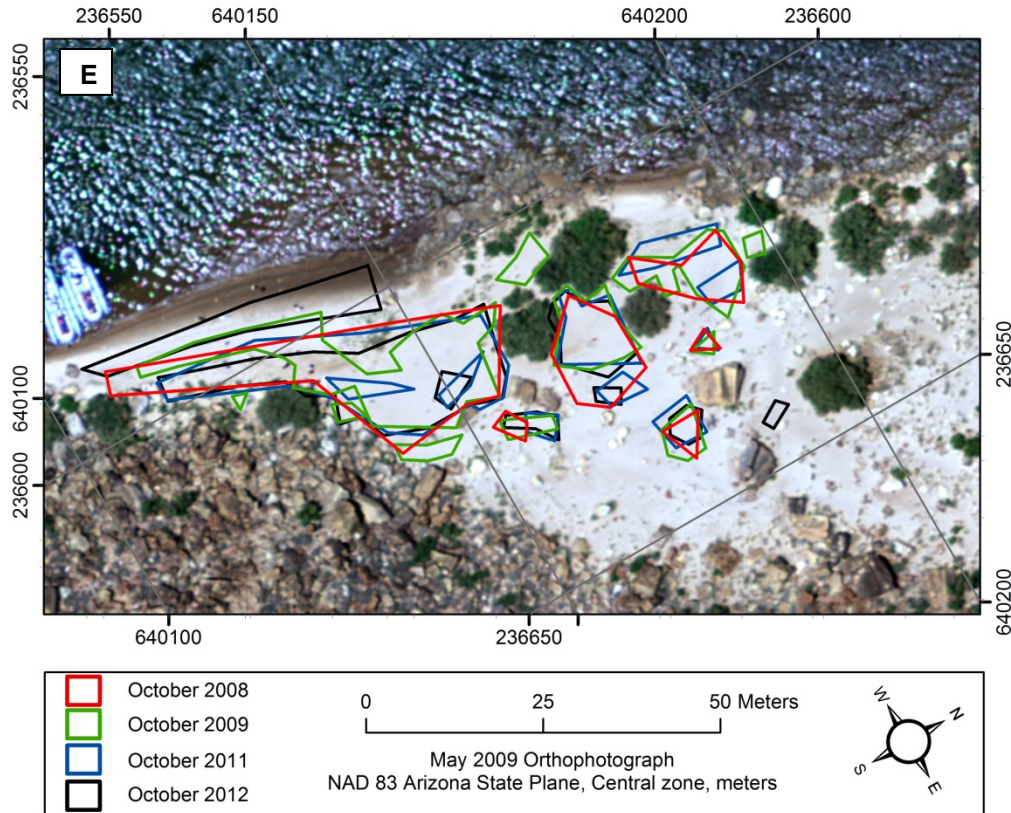 236550 640150 640200 236600
E
236550
640100
236600
236650
640200
640100 236650
October 2008
October 2009
October 2011
October 2012
0 25 50 Meters
May 2009 Orthophotograph
NAD 83 Arizona State Plane, Central zone, meters
W
N
S
E